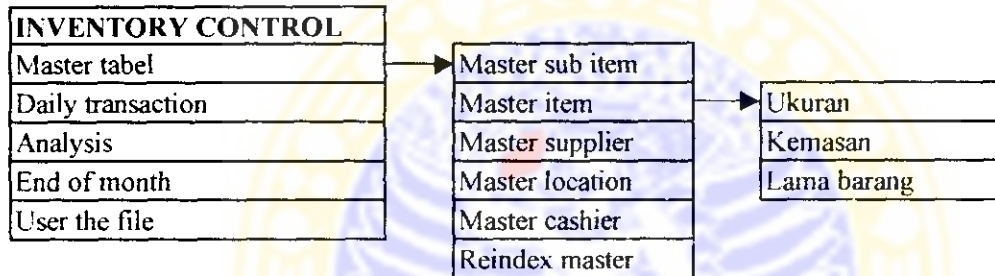 INVENTORY CONTROL
Master tabel
Daily transaction
Analysis
End of month
User the file
Master sub item
Master item
Master supplier
Master location
Master cashier
Reindex master
Ukuran
Kemasan
Lama barang